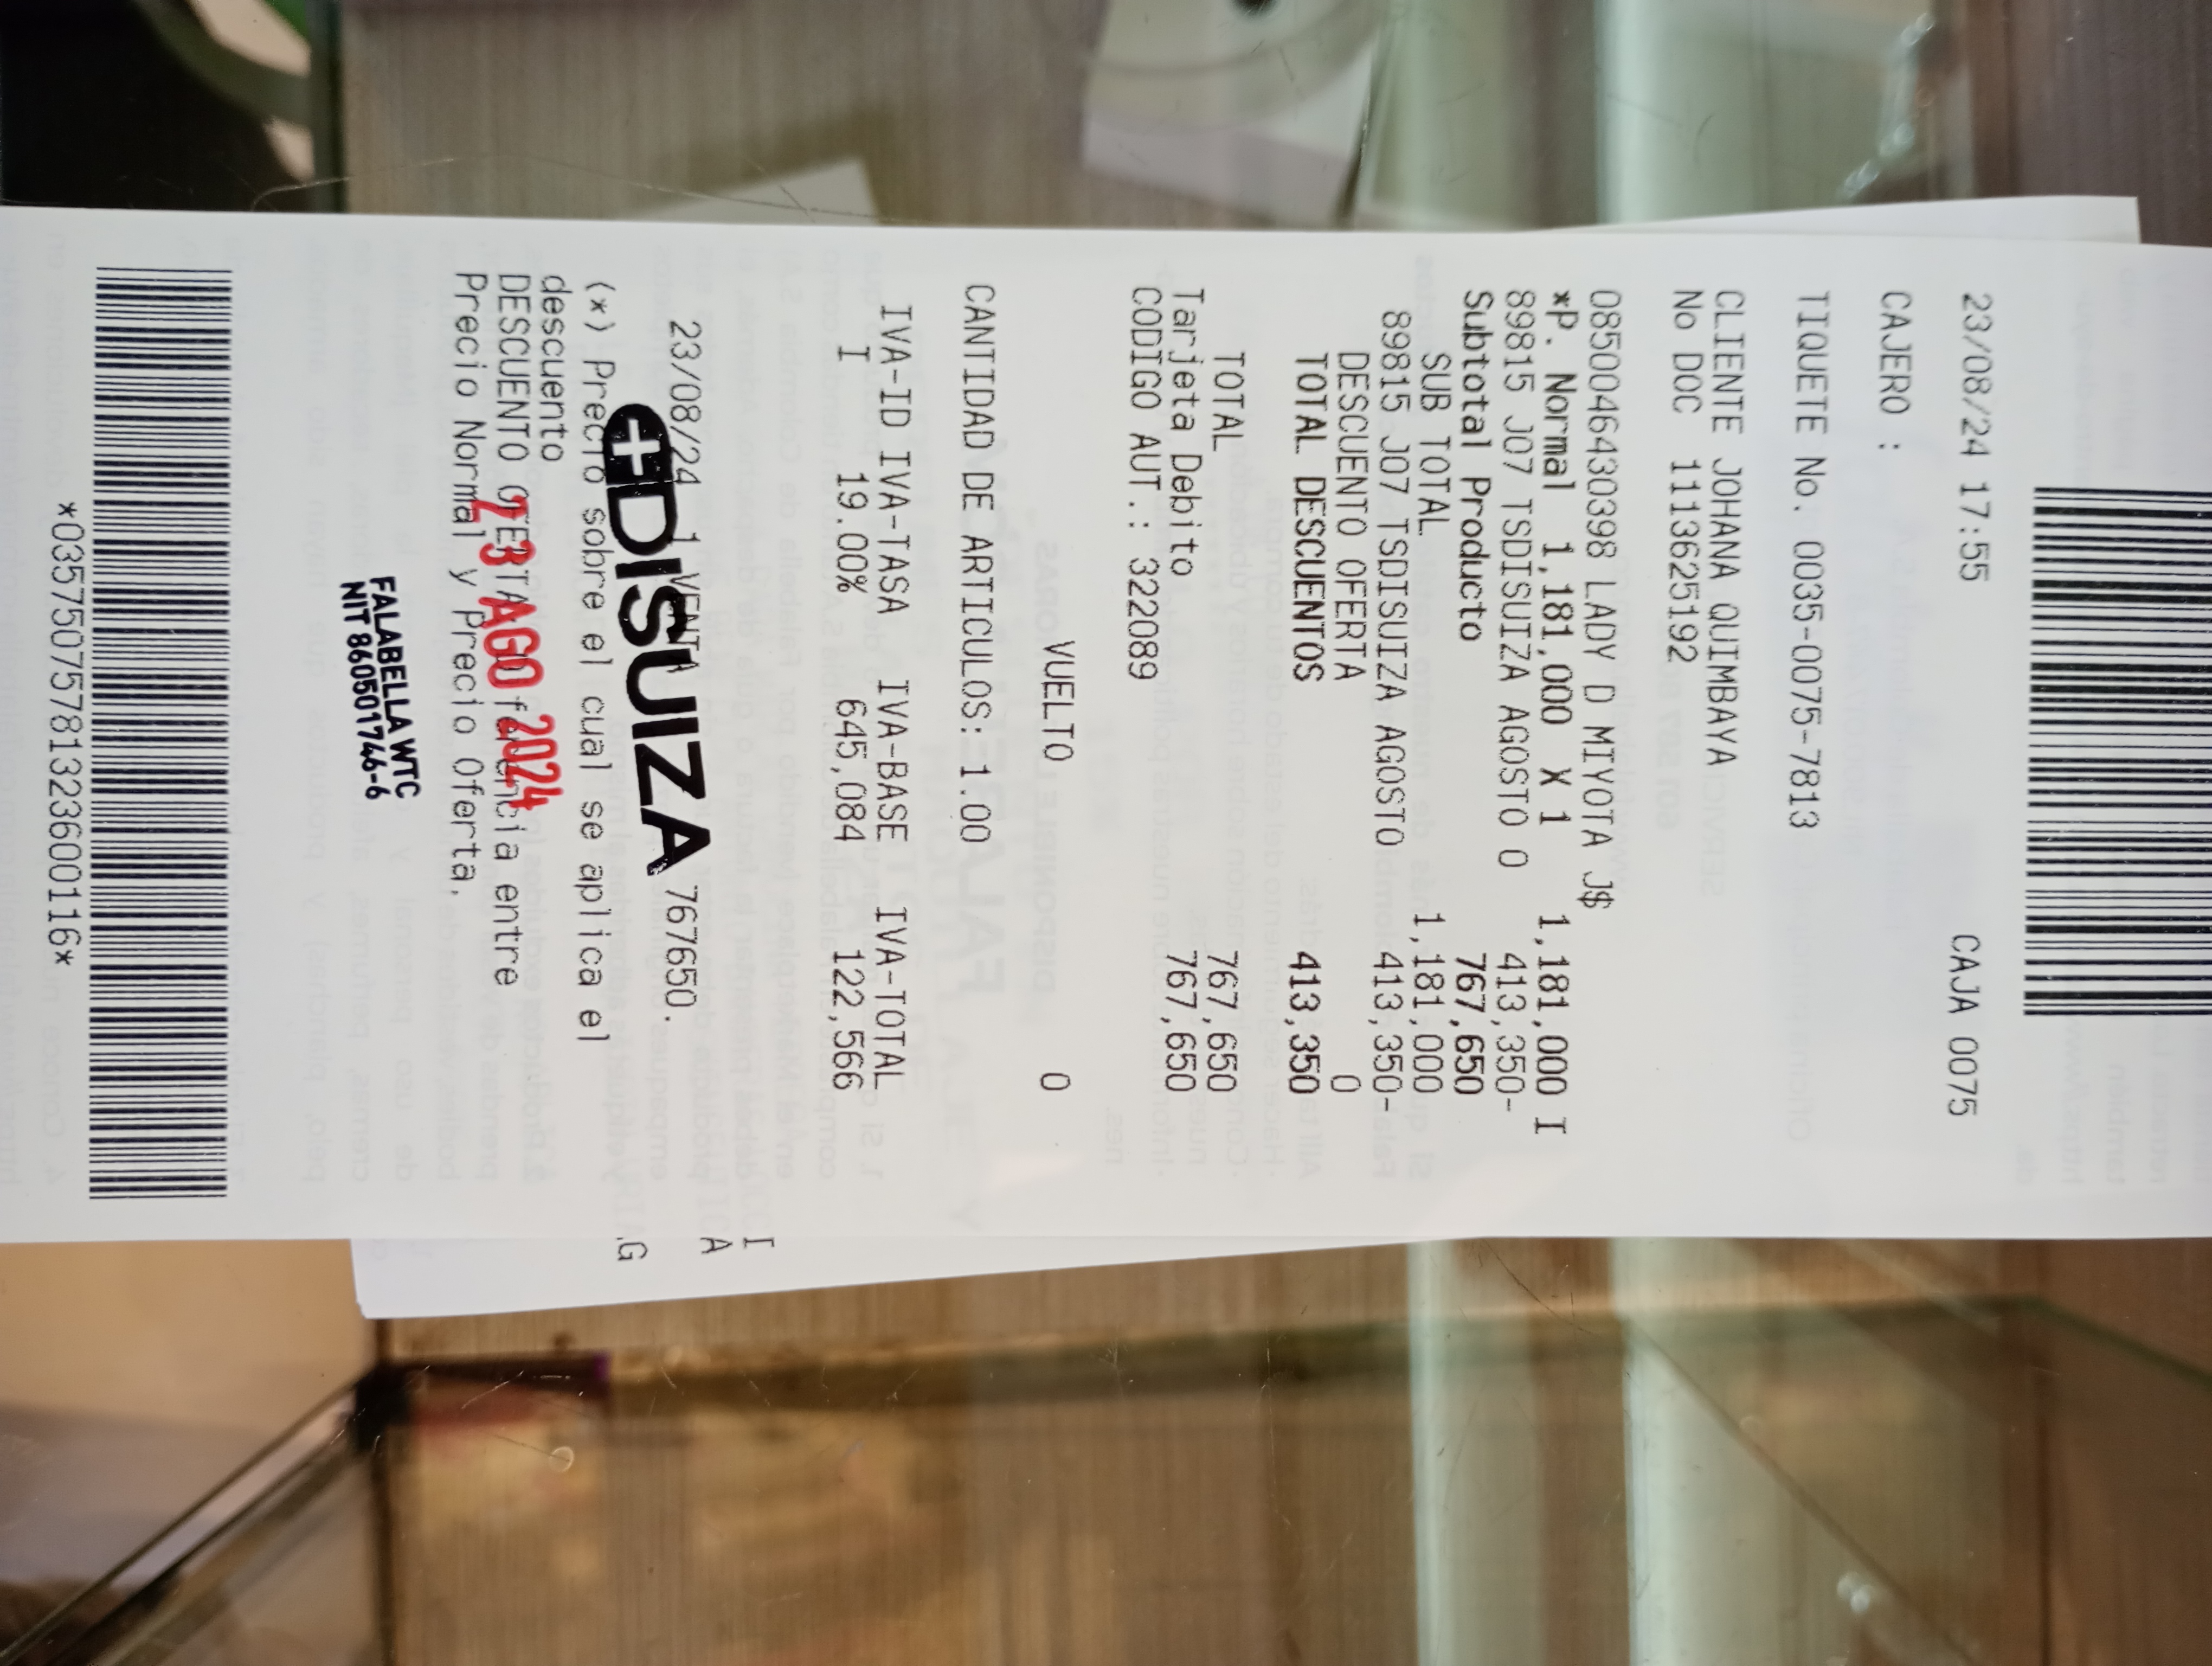 23/08/24 17:55 CAJA 0075
CAJERO :
TIQUETE No. 0035-0075-7813
CLIENTE JOHANA QUIMBAYA
No DOC 1113625192
0850046430398 LADY D MIYOTA J$
*P. Normal 1,181,000 X 1 1,181,000 I
89815 JO7 TSDISUIZA AGOSTO O 413,350-
Subtotal Producto 767,650
SUB TOTAL 1,181,000
89815 JO7 TSDISUIZA AGOSTO 413,350-
DESCUENTO OFERTA 0
TOTAL DESCUENTOS 413,350
TOTAL 767,650
Tarjeta Debito 767,650
CODIGO AUT.: 322089
VUELTO 0
CANTIDAD DE ARTICULOS: 1.00
IVA-ID IVA-TASA IVA-BASE IVA-TOTAL
I 19.00% 645,084 122,566
23/08/24 1 VENTA 767650.
DISUIZA
(*) Precio sobre el cual se aplica el
descuento
DESCUENTO OFERTA entre
23 AGO 2024
Precio Normal y Precio Oferta.
FALABELLA WTC
NIT 860501746-6
*0357507578132360011​6*